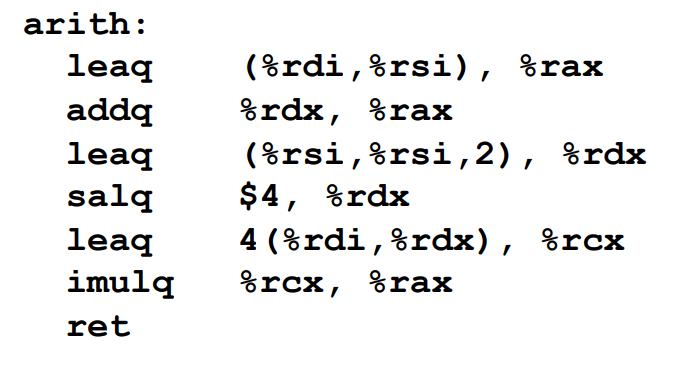 arith:
leaq (%rdi,%rsi), %rax
addq %rdx, %rax
leaq (%rsi,%rsi,2), %rdx
salq $4, %rdx
leaq 4(%rdi,%rdx), %rcx
imulq %rcx, %rax
ret